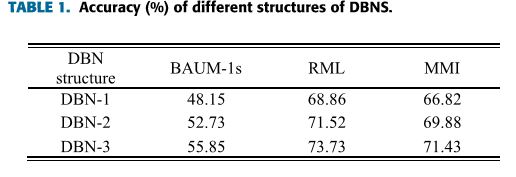 TABLE 1. Accuracy (%) of different structures of DBNS.
DBN structure BAUM-1s RML MMI
DBN-1 48.15 68.86 66.82
DBN-2 52.73 71.52 69.88
DBN-3 55.85 73.73 71.43